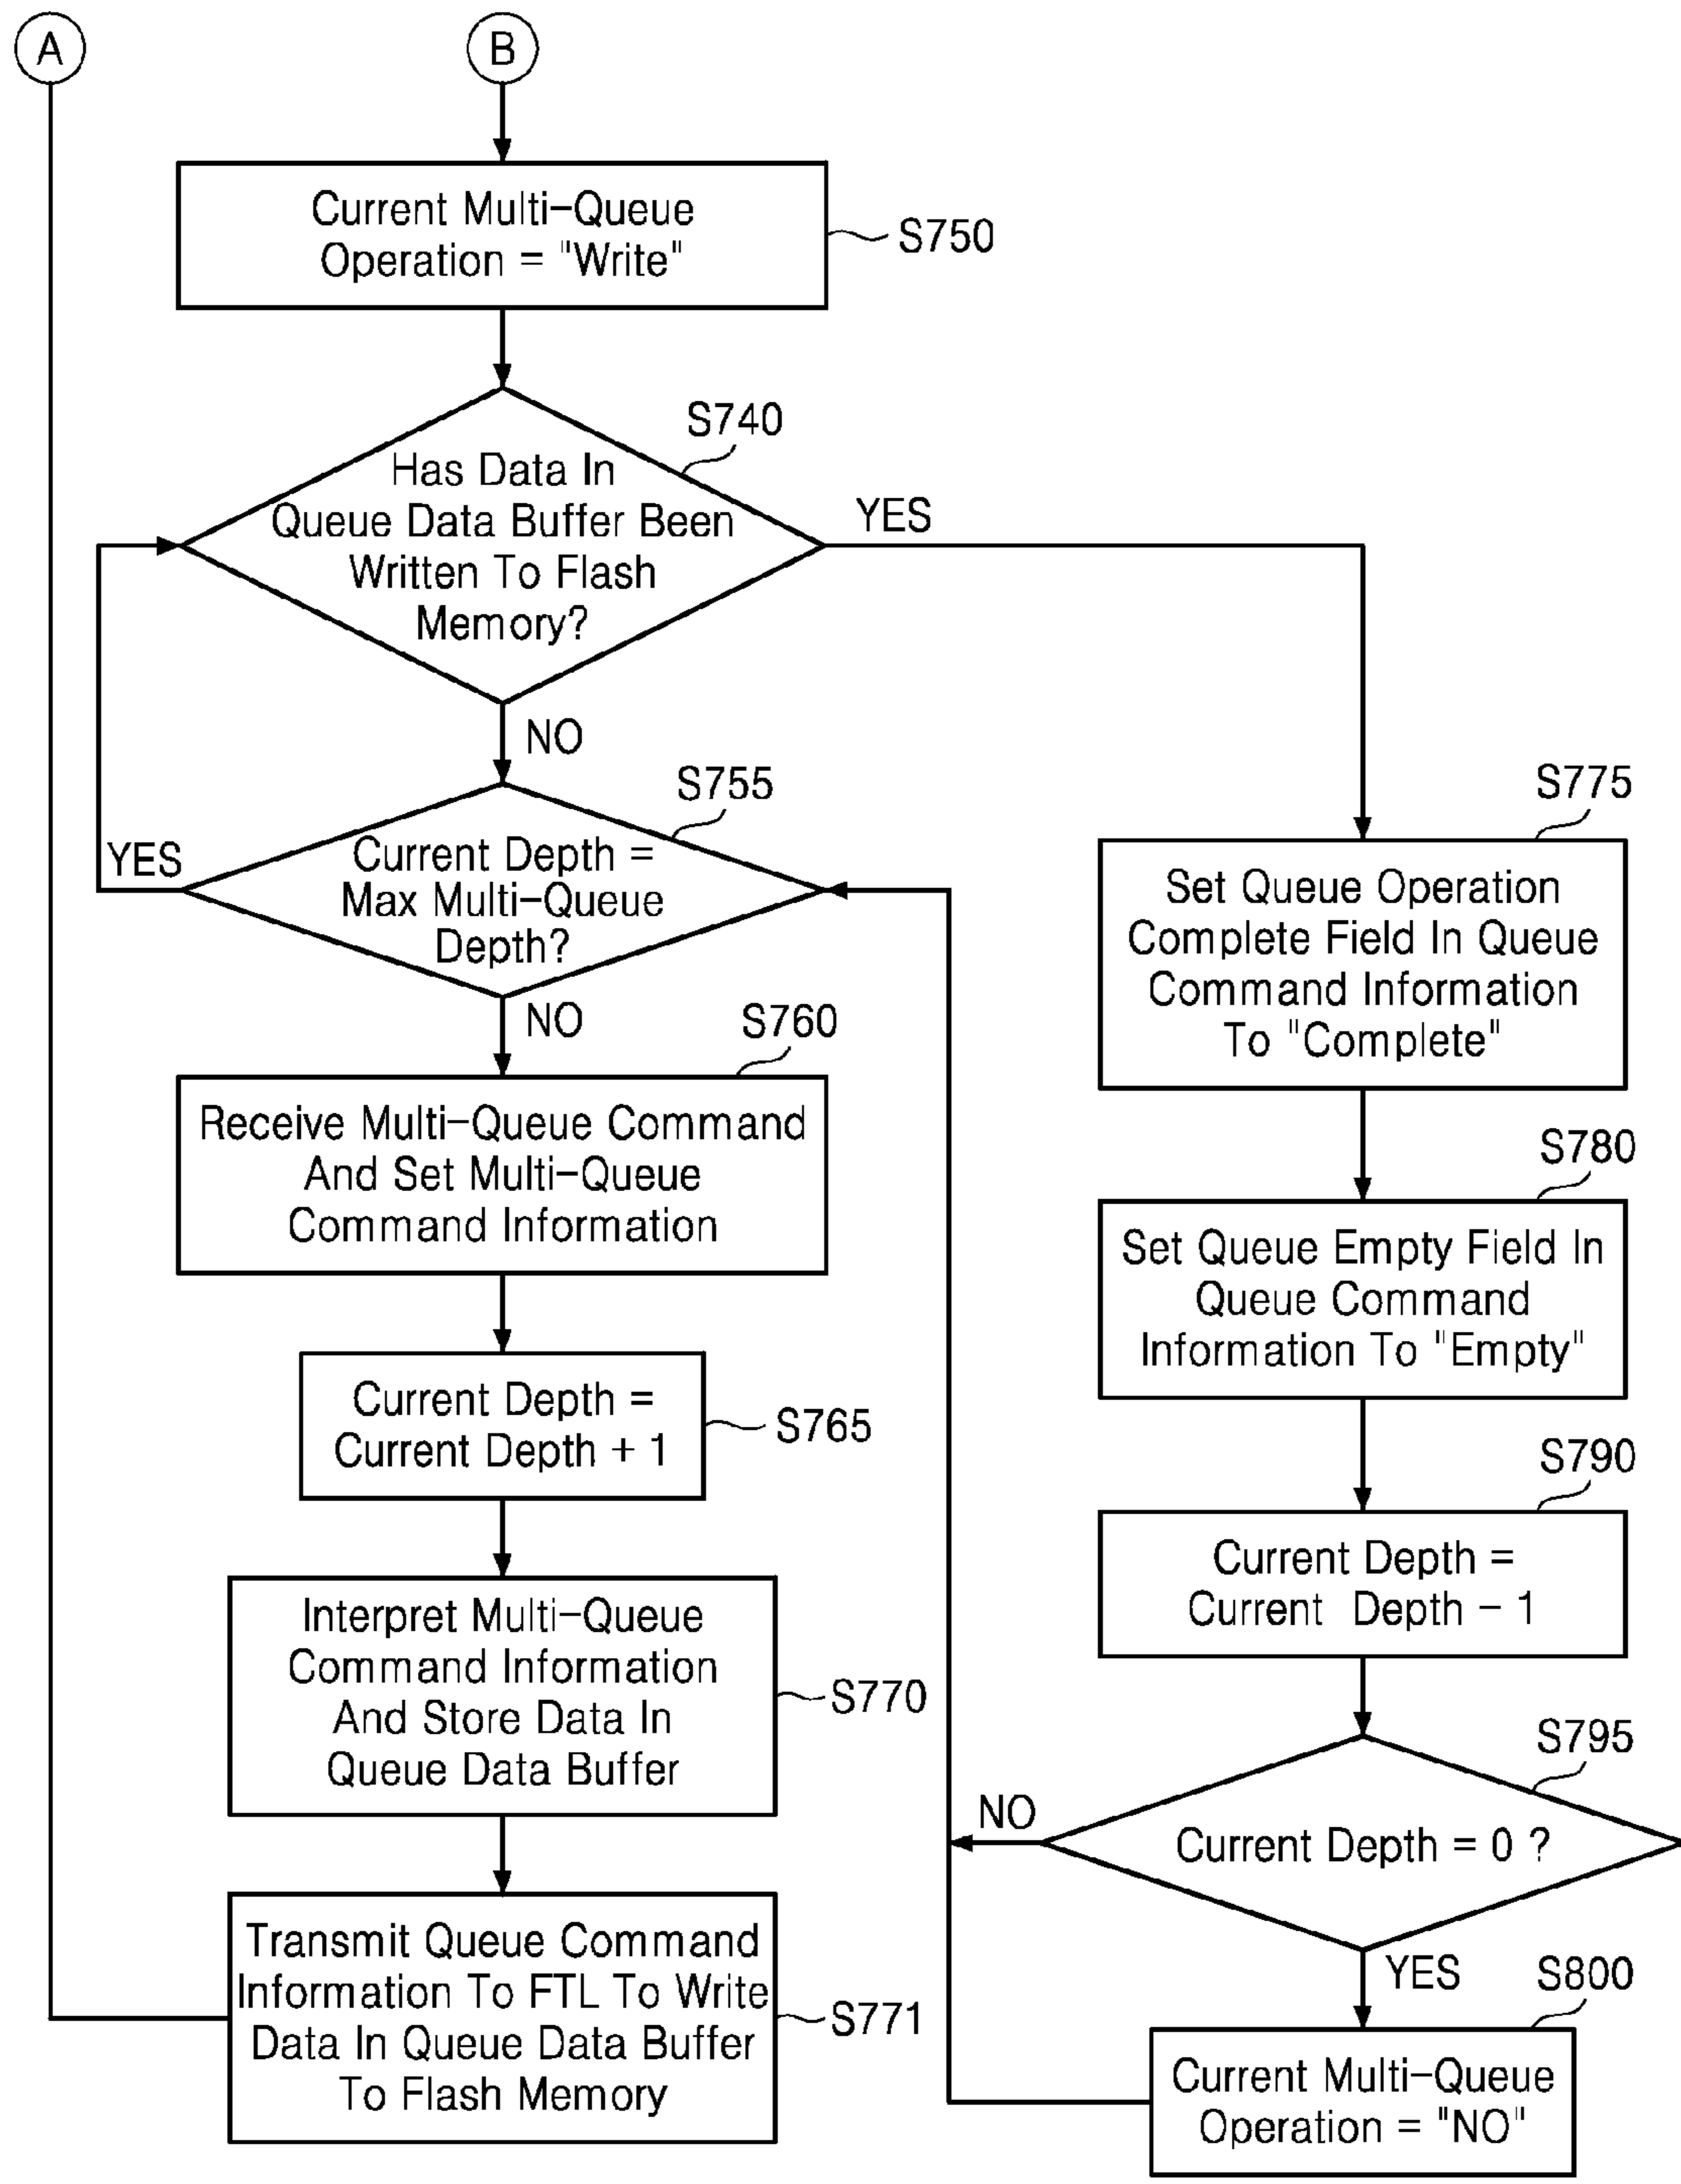 A
B
Current Multi-Queue
Operation = "Write"
S750
S740
Has Data In
Queue Data Buffer Been
Written To Flash
Memory?
YES
NO
S755
Current Depth =
Max Multi-Queue
Depth?
YES
NO
S760
Receive Multi-Queue Command
And Set Multi-Queue
Command Information
Current Depth =
Current Depth + 1
S765
Interpret Multi-Queue
Command Information
And Store Data In
Queue Data Buffer
S770
Transmit Queue Command
Information To FTL To Write
Data In Queue Data Buffer
To Flash Memory
S771
S775
Set Queue Operation
Complete Field In Queue
Command Information
To "Complete"
S780
Set Queue Empty Field In
Queue Command
Information To "Empty"
S790
Current Depth =
Current Depth - 1
S795
Current Depth = 0 ?
NO
YES
S800
Current Multi-Queue
Operation = "NO"